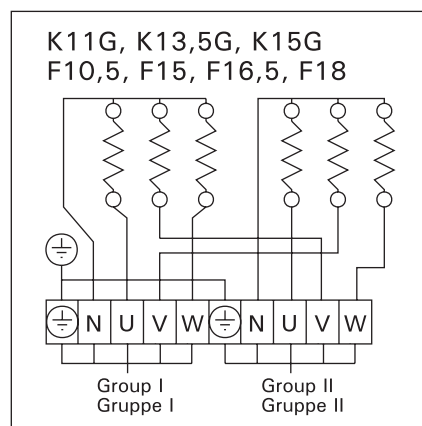 K11G, K13,5G, K15G
F10,5, F15, F16,5, F18
N U V W N U V W
Group I Group II
Gruppe I Gruppe II